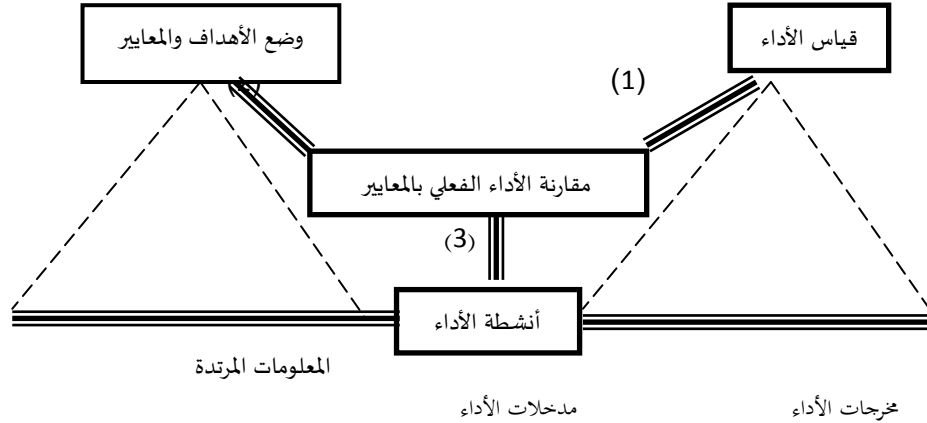 قياس الأداء
وضع الأهداف والمعايير
(1)
مقارنة الأداء الفعلي بالمعايير
(3)
أنشطة الأداء
المعلومات المرتدة
مخرجات الأداء
مدخلات الأداء